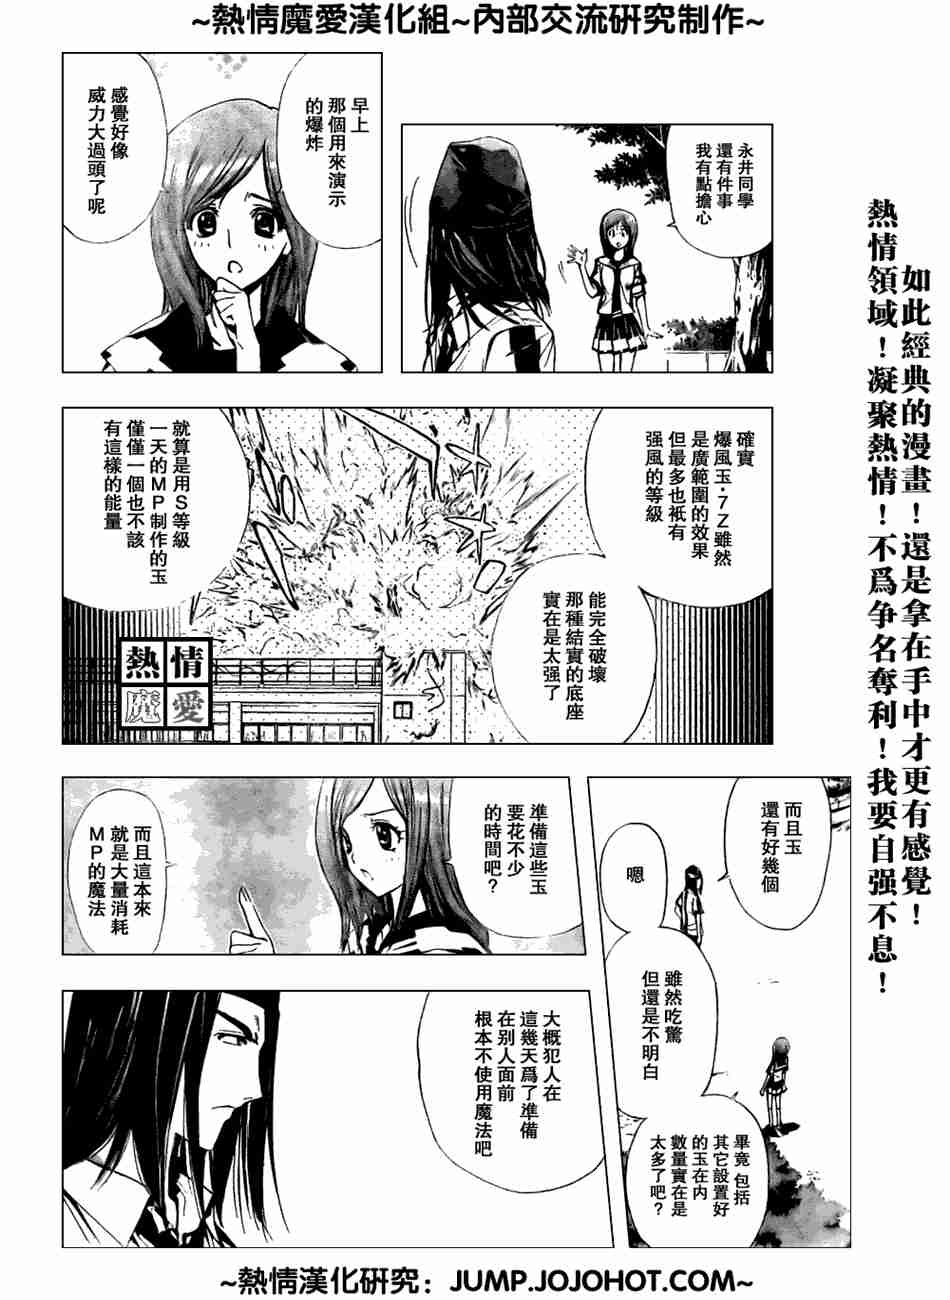 ~熱情魔愛漢化組~內部交流研究制作~
永井同學
還有件事
我有點擔心
早上
那個用來演示
的爆炸
感覺好像
威力大過頭了呢
確實
爆風玉·7Z雖然
是廣範圍的效果
但最多也衹有
强風的等級
能完全破壞
那種結實的底座
實在是太强了
就算是用S等級
一天的MP制作的玉
僅僅一個也不該
有這樣的能量
熱情
魔愛
而且玉
還有好幾個
嗯
雖然吃驚
但還是不明白
畢竟 包括
其它設置好
的玉在内
數量實在是
太多了吧?
準備這些玉
要花不少
的時間吧?
而且這本來
就是大量消耗
MP的魔法
大概犯人在
這幾天爲了準備
在别人面前
根本不使用魔法吧
如此經典的漫畫！還是拿在手中才更有感覺！
熱情領域！凝聚熱情！不爲争名奪利！我要自强不息！
~熱情漢化研究：JUMP.JOJOHOT.COM~